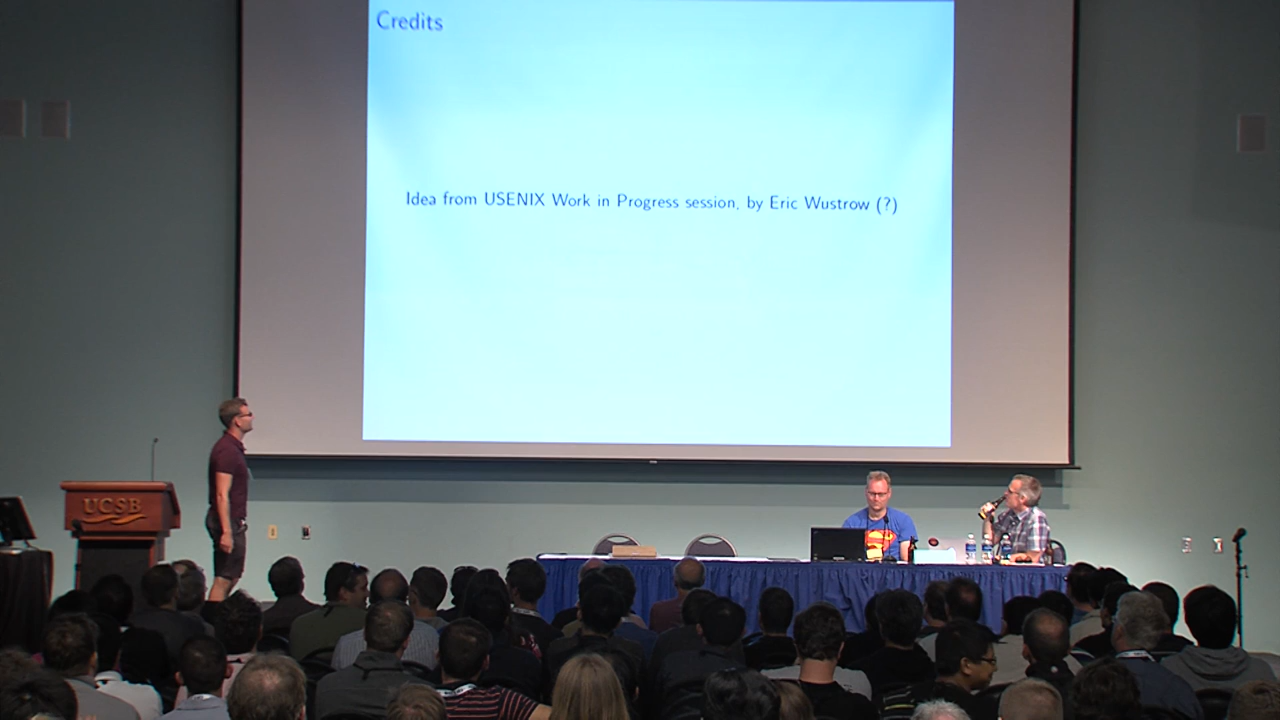 Credits
Idea from USENIX Work in Progress session, by Eric Wustrow (?)
UCSB